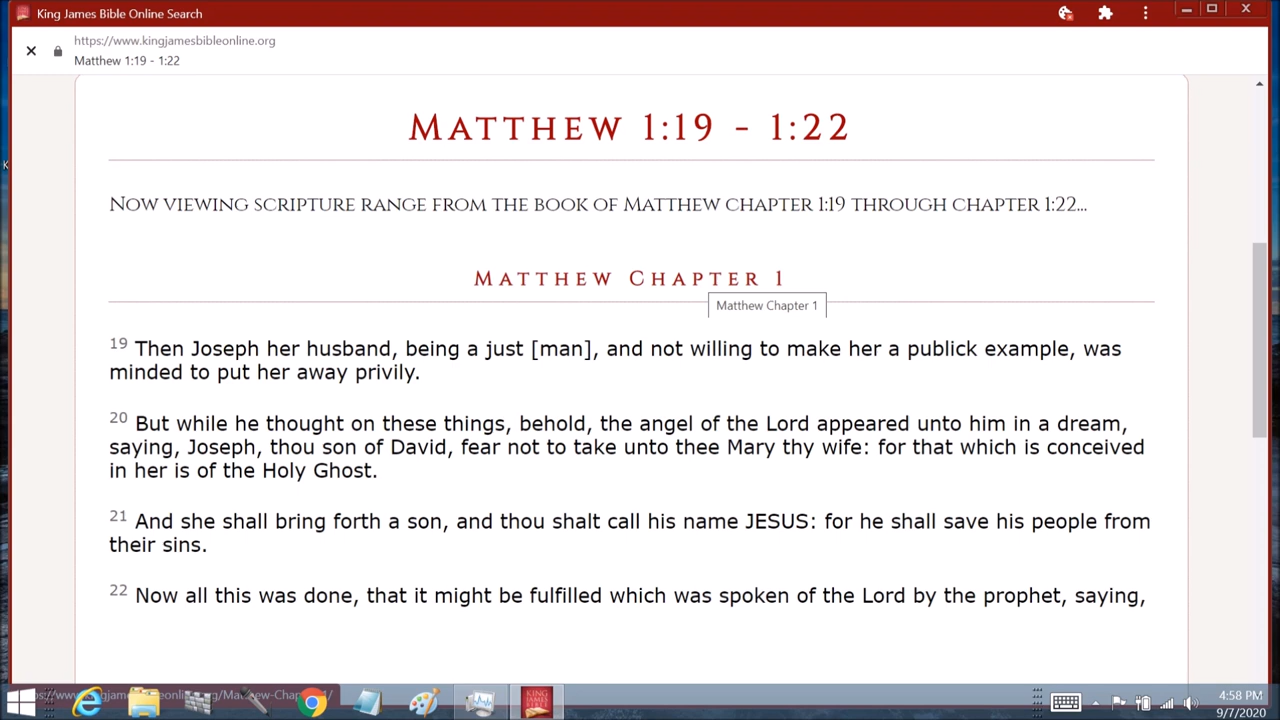 King James Bible Online Search
https://www.kingjamesbibleonline.org
Matthew 1:19 - 1:22
Matthew 1:19 - 1:22
Now viewing scripture range from the book of Matthew chapter 1:19 through chapter 1:22...
Matthew Chapter 1
Matthew Chapter 1
19 Then Joseph her husband, being a just [man], and not willing to make her a publick example, was
minded to put her away privily.
20 But while he thought on these things, behold, the angel of the Lord appeared unto him in a dream,
saying, Joseph, thou son of David, fear not to take unto thee Mary thy wife: for that which is conceived
in her is of the Holy Ghost.
21 And she shall bring forth a son, and thou shalt call his name JESUS: for he shall save his people from
their sins.
22 Now all this was done, that it might be fulfilled which was spoken of the Lord by the prophet, saying,
KING
JAMES
BIBLE
4:58 PM
9/7/2020